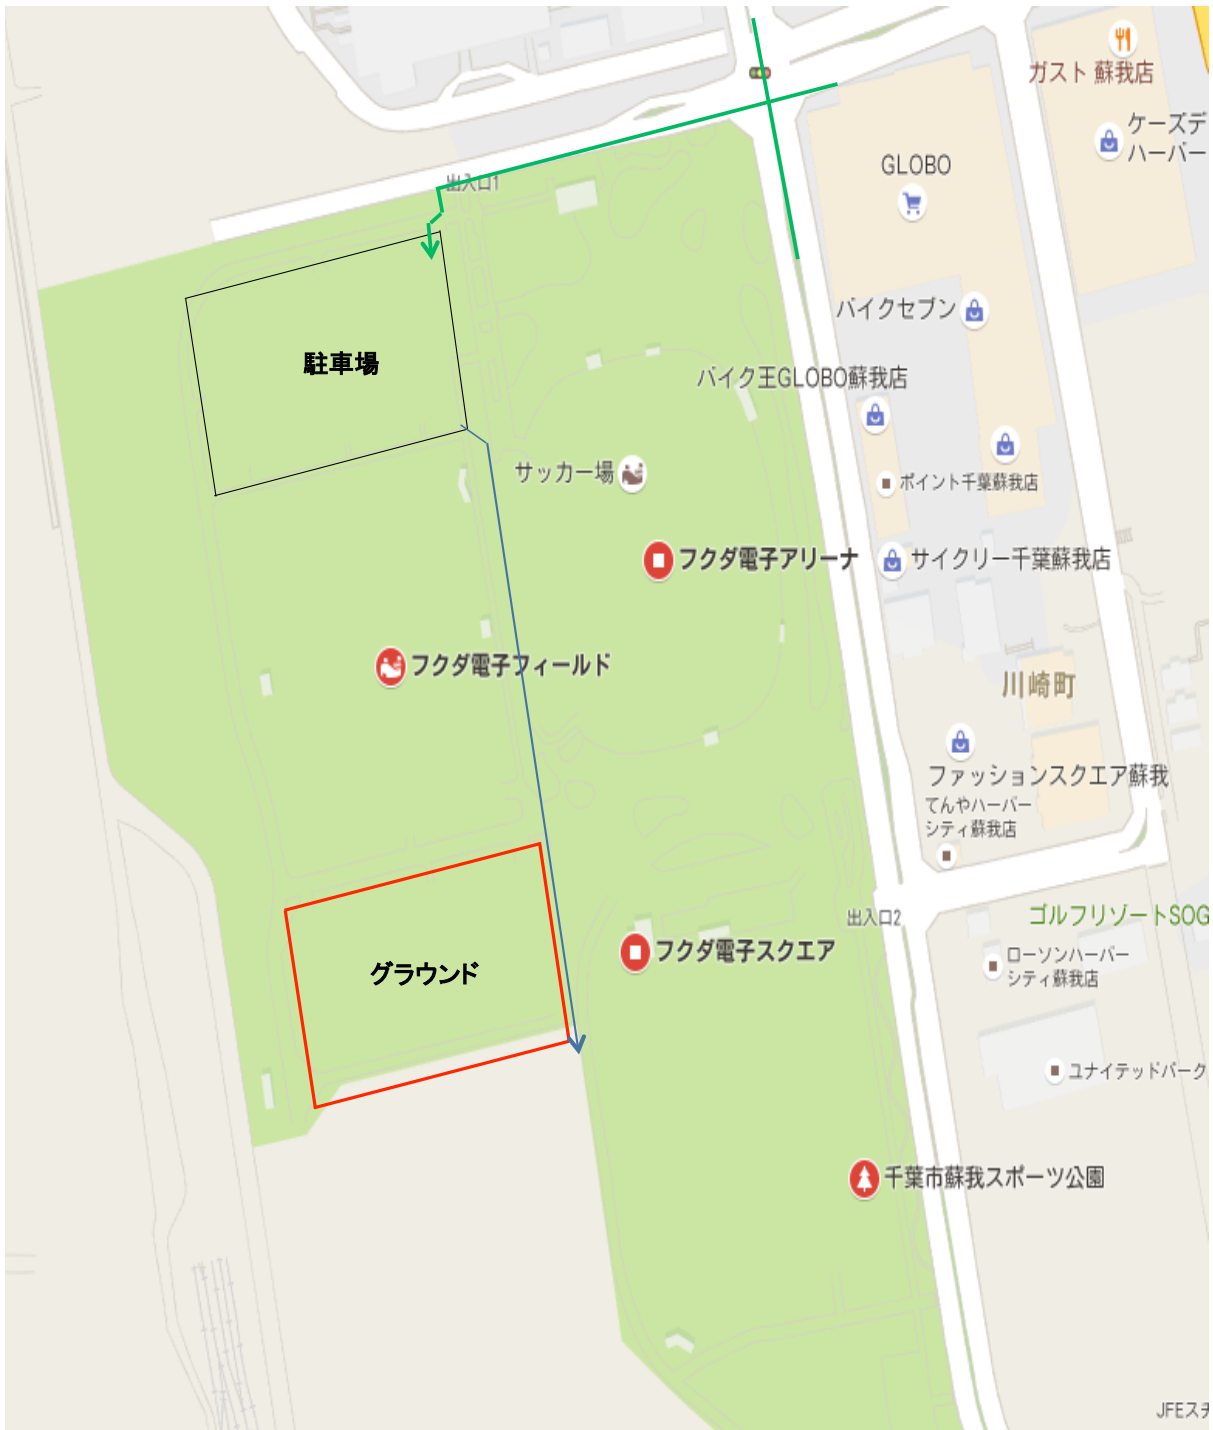 ガスト 蘇我店
ケーズデ
ハーバー
GLOBO
出入口1
バイクセブン
駐車場
バイク王GLOBO蘇我店
サッカー場
ポイント千葉蘇我店
フクダ電子アリーナ
サイクリー千葉蘇我店
フクダ電子フィールド
川崎町
ファッションスクエア蘇我
てんやハーバー
シティ蘇我店
出入口2
ゴルフリゾートSOG
フクダ電子スクエア
ローソンハーバー
シティ蘇我店
グラウンド
ユナイテッドパーク
千葉市蘇我スポーツ公園
JFEスチ